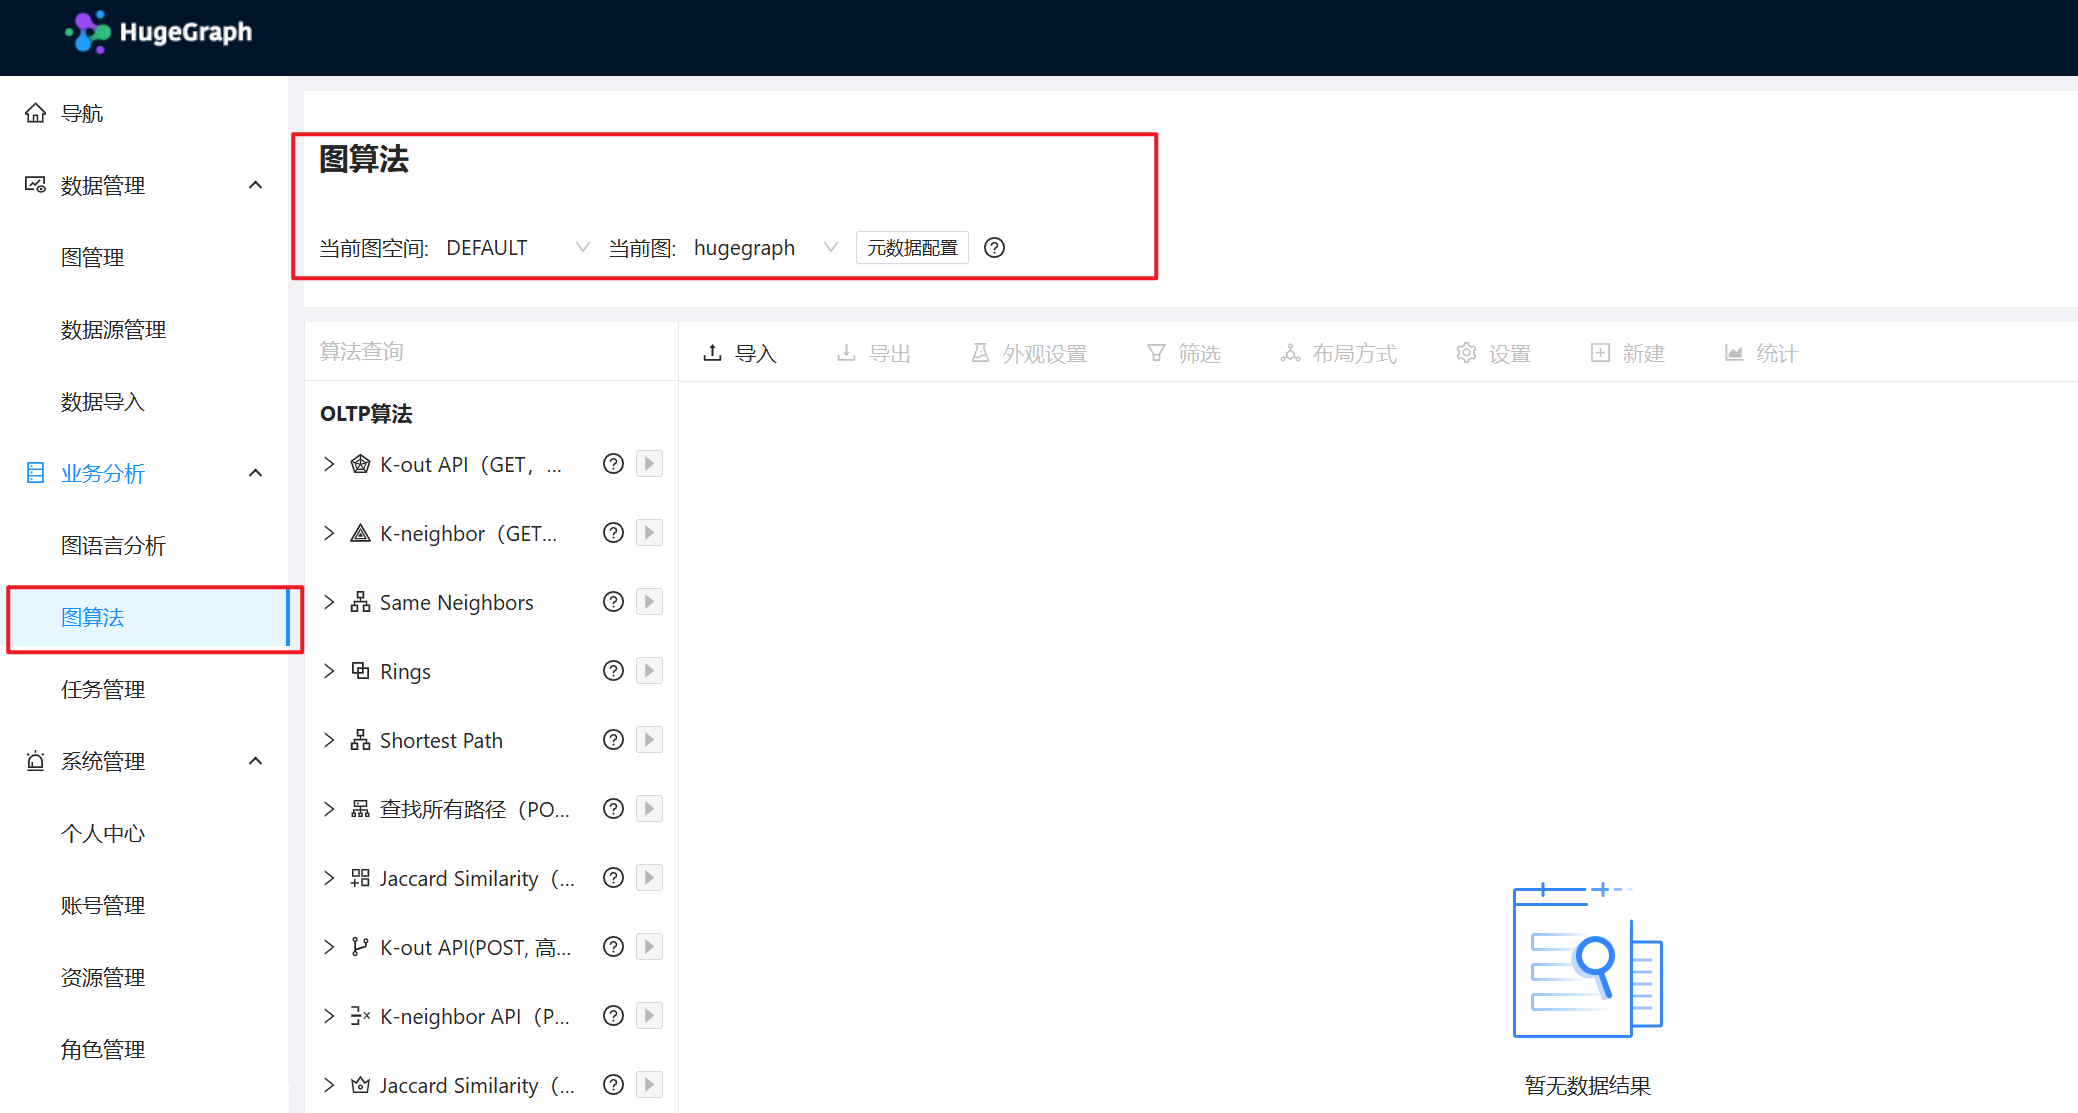 HugeGraph
导航
数据管理
图管理
数据源管理
数据导入
业务分析
图语言分析
图算法
任务管理
系统管理
个人中心
账号管理
资源管理
角色管理
图算法
当前图空间: DEFAULT 当前图: hugegraph 元数据配置
算法查询
OLTP算法
K-out API（GET，...
K-neighbor（GET...
Same Neighbors
Rings
Shortest Path
查找所有路径（PO...
Jaccard Similarity（...
K-out API(POST, 高...
K-neighbor API（P...
Jaccard Similarity（...
导入 导出 外观设置 筛选 布局方式 设置 新建 统计
暂无数据结果